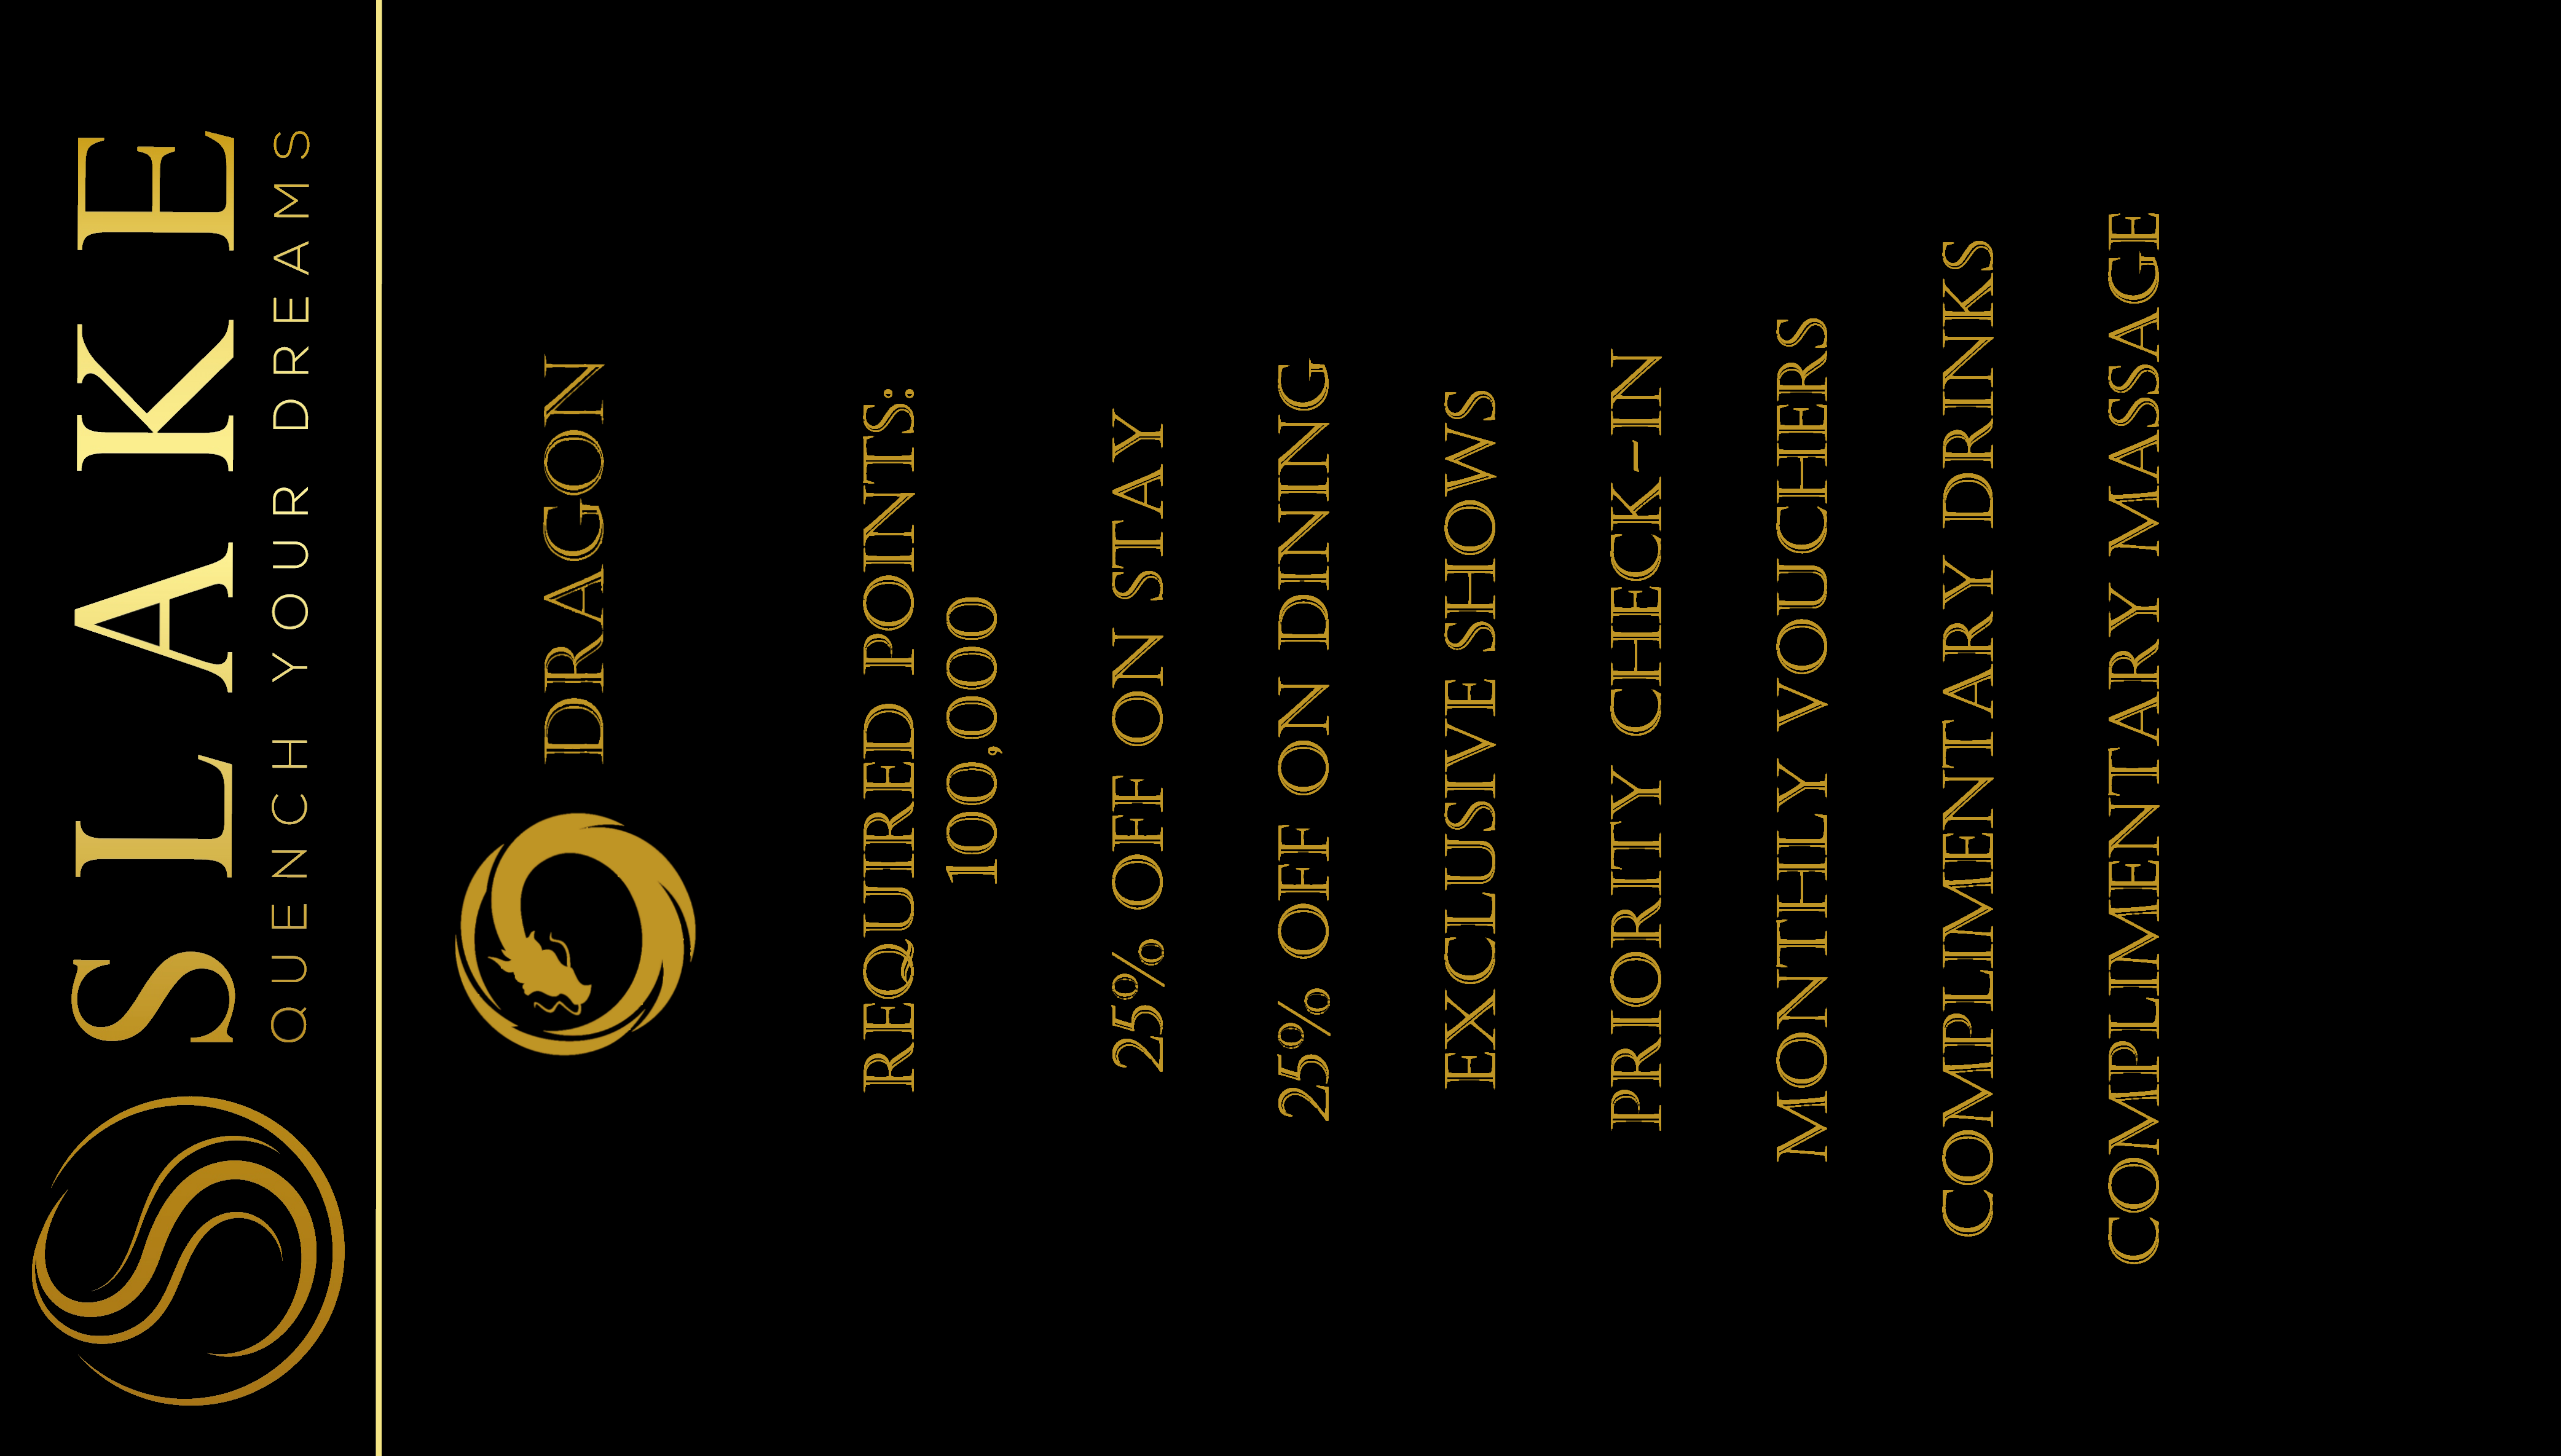 SLAKE
QUENCH YOUR DREAMS
DRAGON
REQUIRED POINTS:
100,000
25% OFF ON STAY
25% OFF ON DINING
EXCLUSIVE SHOWS
PRIORITY CHECK-IN
MONTHLY VOUCHERS
COMPLIMENTARY DRINKS
COMPLIMENTARY MASSAGE